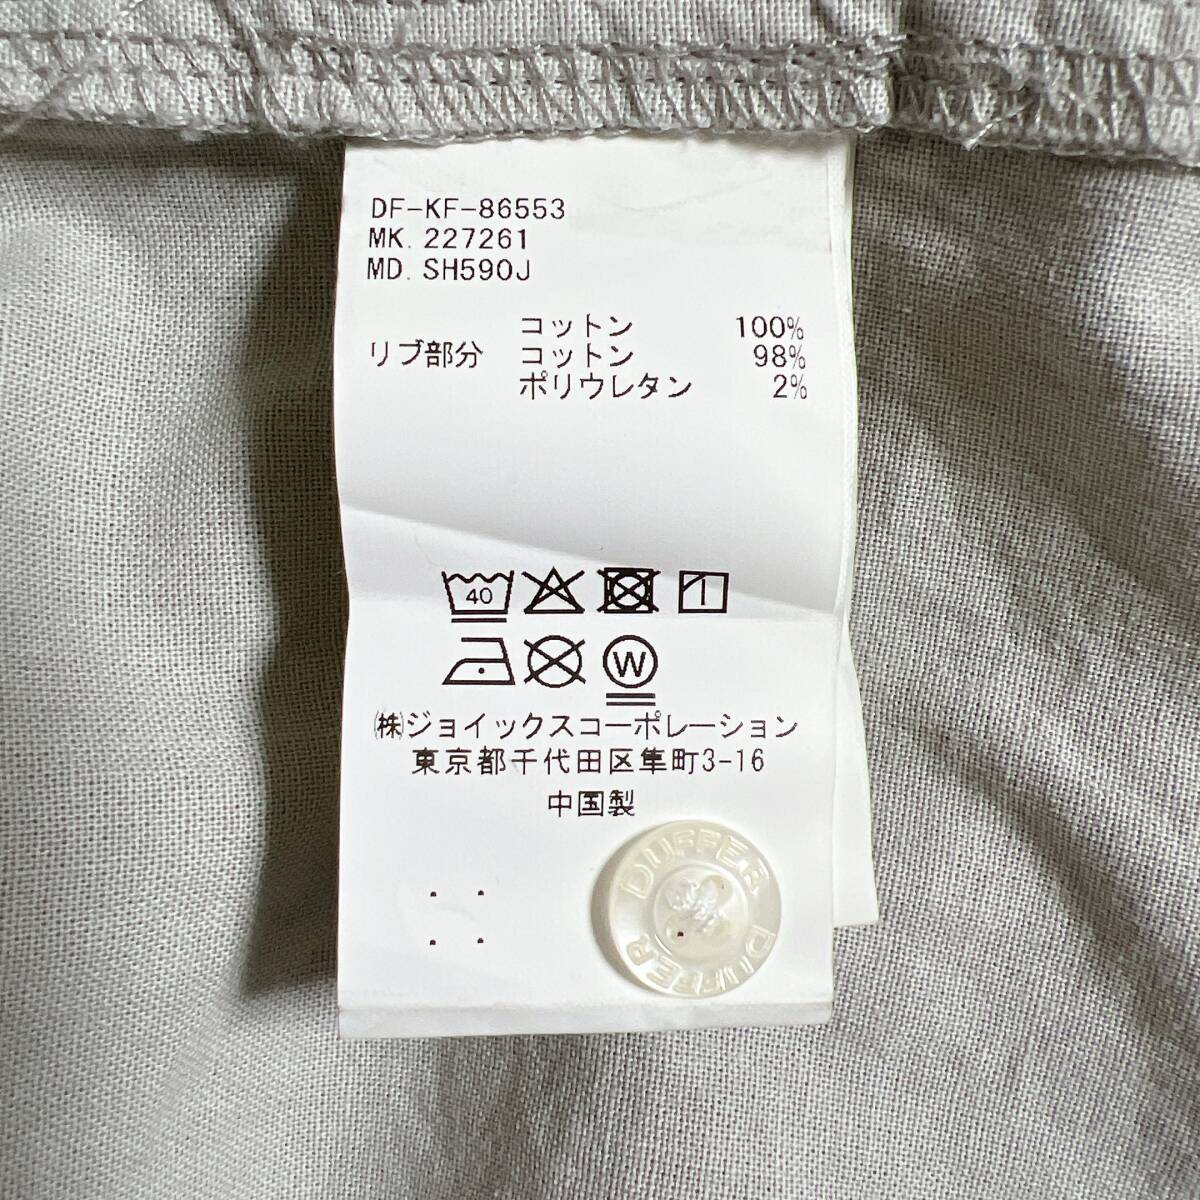 DF-KF-86553
MK. 227261
MD. SH590J
コットン 100%
リブ部分 コットン 98%
ポリウレタン 2%
40
W
㈱ジョイックスコーポレーション
東京都千代田区隼町3-16
中国製
DUFFER
DUFFER